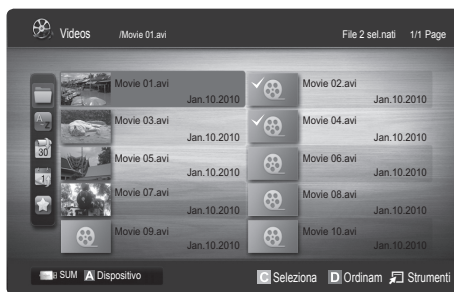 Videos /Movie 01.avi File 2 sel.nati 1/1 Page
Movie 01.avi Movie 02.avi
Jan.10.2010 Jan.10.2010
Movie 03.avi Movie 04.avi
Jan.10.2010 Jan.10.2010
Movie 05.avi Movie 06.avi
Jan.10.2010 Jan.10.2010
Movie 07.avi Movie 08.avi
Jan.10.2010 Jan.10.2010
Movie 09.avi Movie 10.avi
Jan.10.2010 Jan.10.2010
SUM A Dispositivo C Seleziona D Ordinam Strumenti